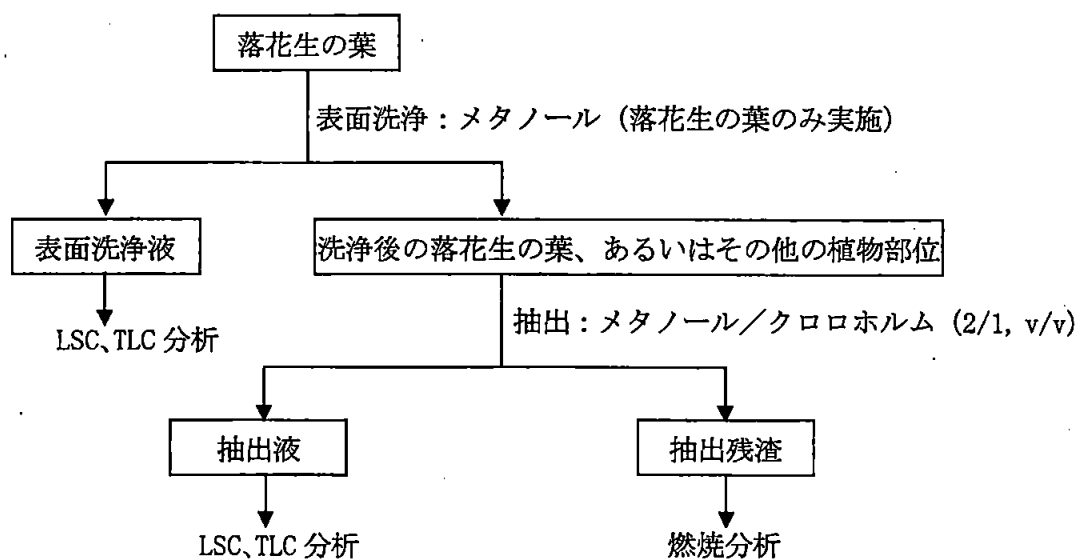 落花生の葉
表面洗浄：メタノール（落花生の葉のみ実施）
表面洗浄液
洗浄後の落花生の葉、あるいはその他の植物部位
LSC、TLC 分析
抽出：メタノール／クロロホルム（2/1, v/v）
抽出液
抽出残渣
LSC、TLC 分析
燃焼分析